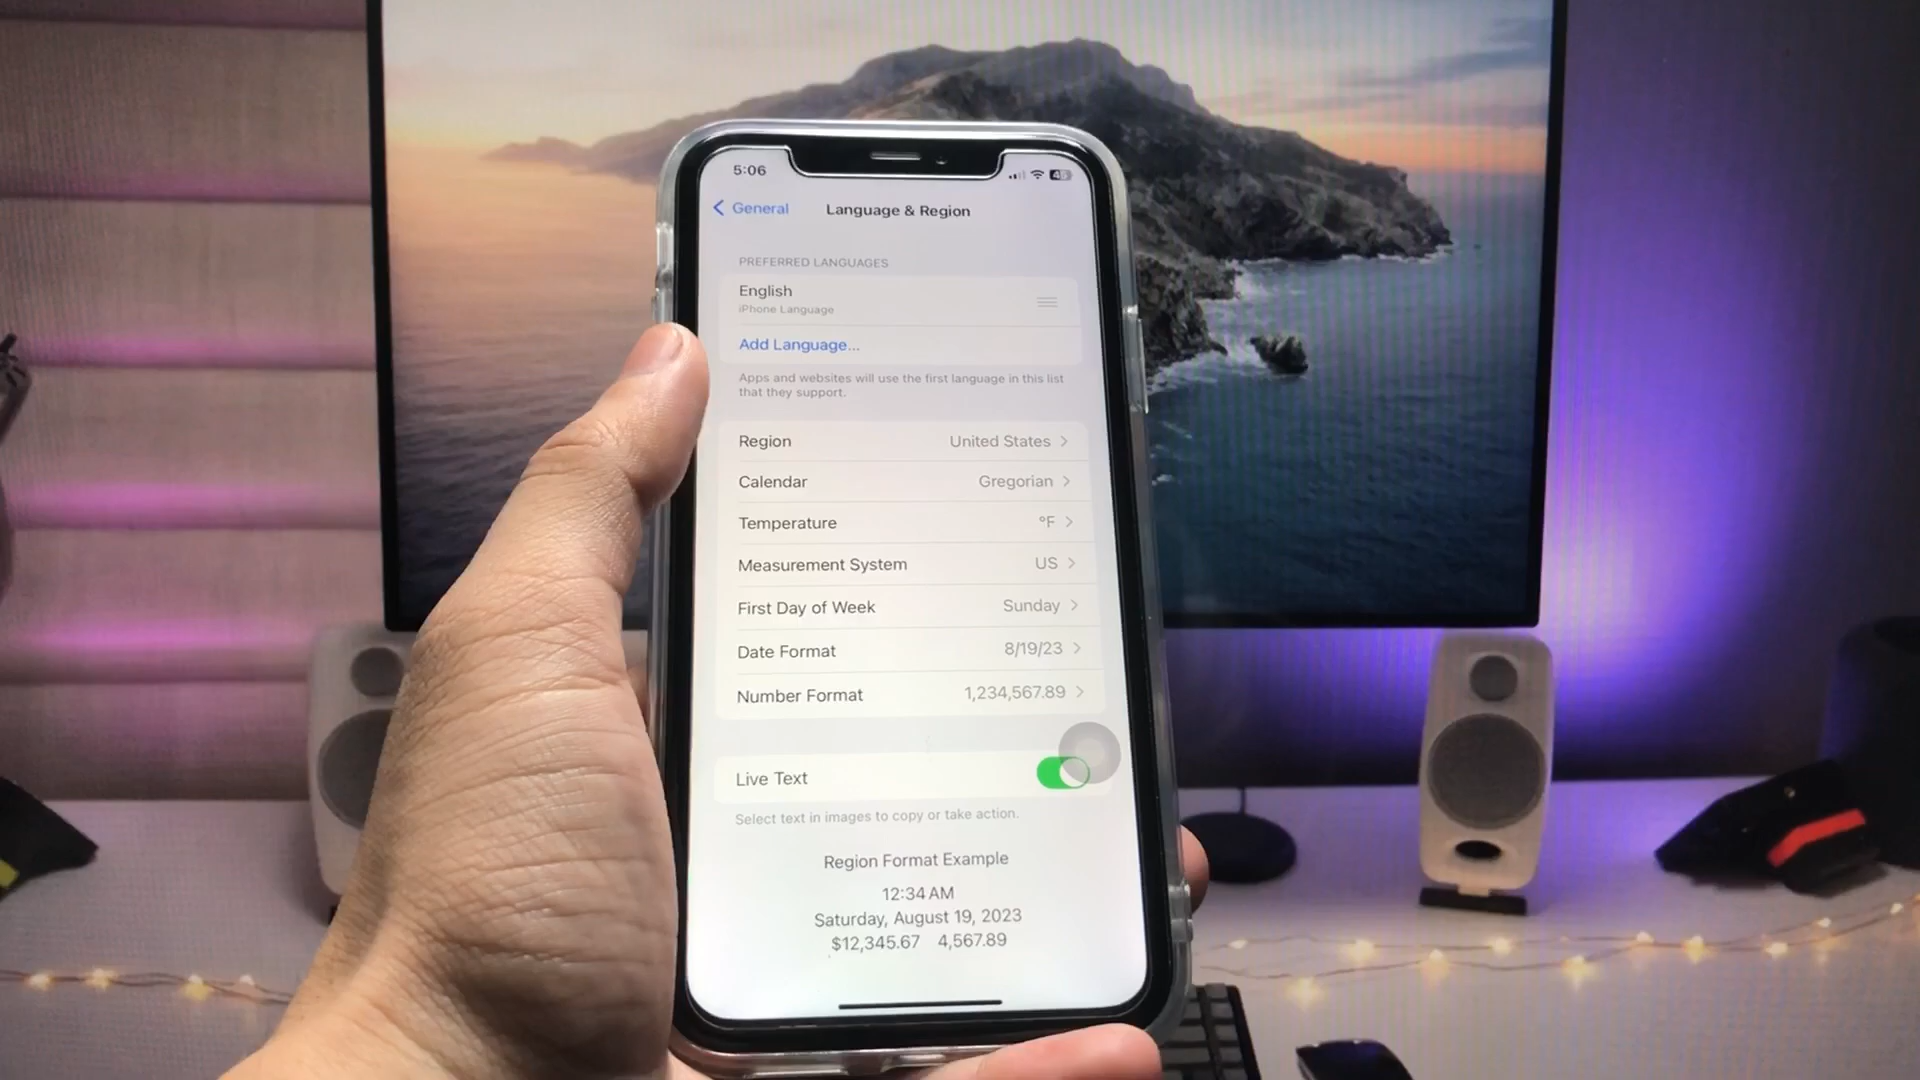 5:06
General
Language & Region
PREFERRED LANGUAGES
English
iPhone Language
Add Language...
Apps and websites will use the first language in this list
that they support.
Region United States
Calendar Gregorian
Temperature °F
Measurement System US
First Day of Week Sunday
Date Format 8/19/23
Number Format 1,234,567.89
Live Text
Select text in images to copy or take action.
Region Format Example
12:34 AM
Saturday, August 19, 2023
$12,345.67 4,567.89